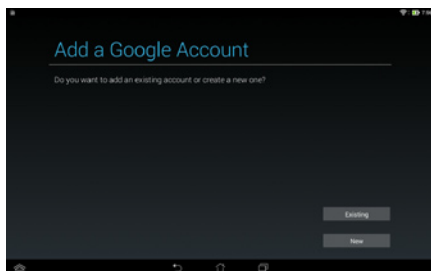 Add a Google Account
Do you want to add an existing account or create a new one?
Existing
New